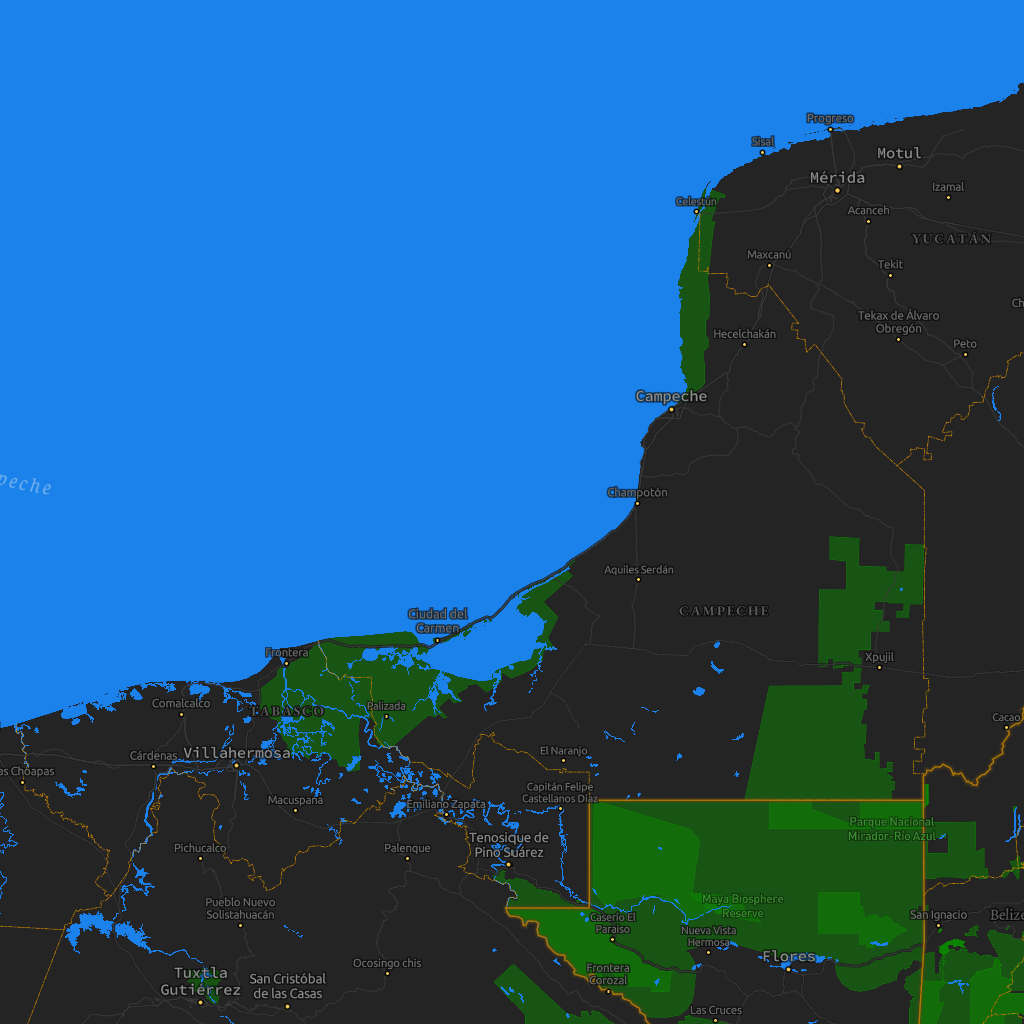 Progreso
Sisal
Motul
Mérida
Izamal
Celestún
Acanceh
YUCATÁN
Maxcanú
Tekit
Ch
Tekax de Álvaro
Obregón
Hecelchakán
Peto
Campeche
peche
Champotón
Aquiles Serdán
CAMPECHE
Ciudad del
Carmen
Frontera
Xpujil
Comalcalco
TABASCO
Palizada
Cacao
Cárdenas
Villahermosa
El Naranjo
as Choapas
Capitán Felipe
Castellanos Díaz
Macuspana
Emiliano Zapata
Parque Nacional
Mirador-Río Azul
Tenosique de
Pino Suárez
Pichucalco
Palenque
Pueblo Nuevo
Solistahuacán
Maya Biosphere
Reserve
Caserío El
Paraiso
San Ignacio
Belize
Nueva Vista
Hermosa
Flores
Ocosingo chis
Tuxtla
Gutiérrez
San Cristóbal
de las Casas
Frontera
Corozal
Las Cruces